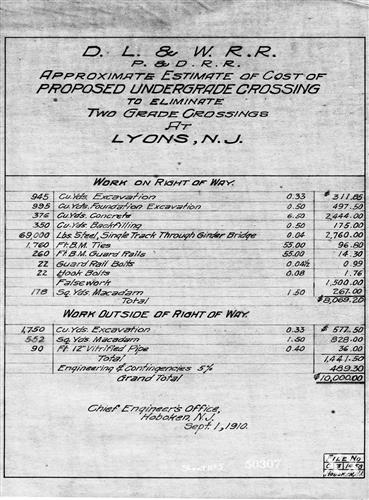 D. L. & W. R. R.
P. & D. R. R.
APPROXIMATE ESTIMATE OF COST OF
PROPOSED UNDERGRADE CROSSING
TO ELIMINATE
TWO GRADE CROSSINGS
AT
LYONS, N.J.
WORK ON RIGHT OF WAY.
945 Cu. Yds. Excavation 0.33 $ 311.85
995 Cu. Yds. Foundation Excavation 0.50 497.50
376 Cu. Yds. Concrete 6.50 2,444.00
350 Cu. Yds. Backfilling 0.50 175.00
69,000 Lbs. Steel, Single Track Through Girder Bridge 0.04 2,760.00
1,760 Ft. B.M. Ties 55.00 96.80
260 Ft. B.M. Guard Rails 55.00 14.30
22 Guard Rail Bolts 0.04½ 0.99
22 Hook Bolts 0.08 1.76
Falsework 1,500.00
178 Sq. Yds. Macadam 1.50 267.00
Total $8,069.20
WORK OUTSIDE OF RIGHT OF WAY.
1,750 Cu. Yds. Excavation 0.33 $ 577.50
552 Sq. Yds. Macadam 1.50 828.00
90 Ft. 12" Vitrified Pipe 0.40 36.00
Total 1,441.50
Engineering & Contingencies 5% 489.30
Grand Total $10,000.00
Chief Engineer's Office,
Hoboken, N.J.
Sept. 1, 1910.
50307
FILE NO